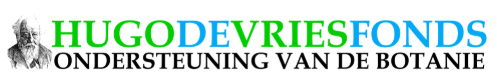 HUGODEVRIESFONDS
ONDERSTEUNING VAN DE BOTANIE